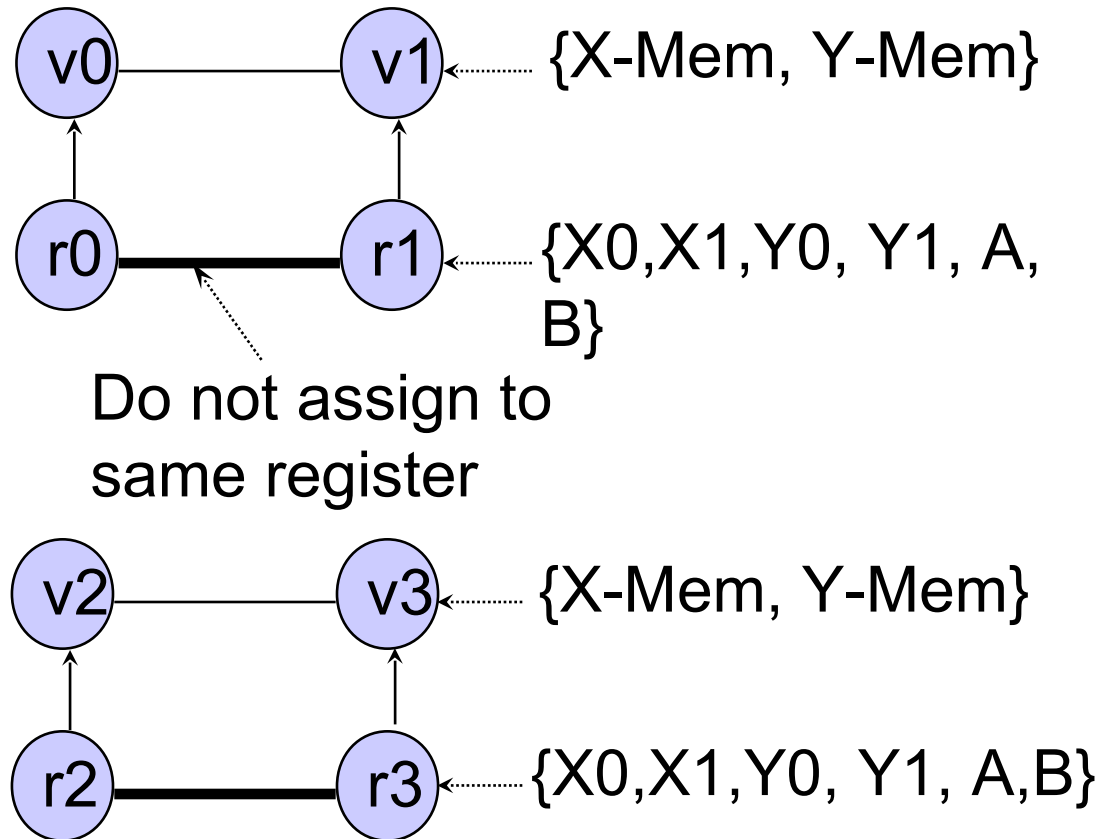 v0 v1 {X-Mem, Y-Mem}
r0 r1 {X0,X1,Y0, Y1, A,
B}
Do not assign to
same register
v2 v3 {X-Mem, Y-Mem}
r2 r3 {X0,X1,Y0, Y1, A,B}